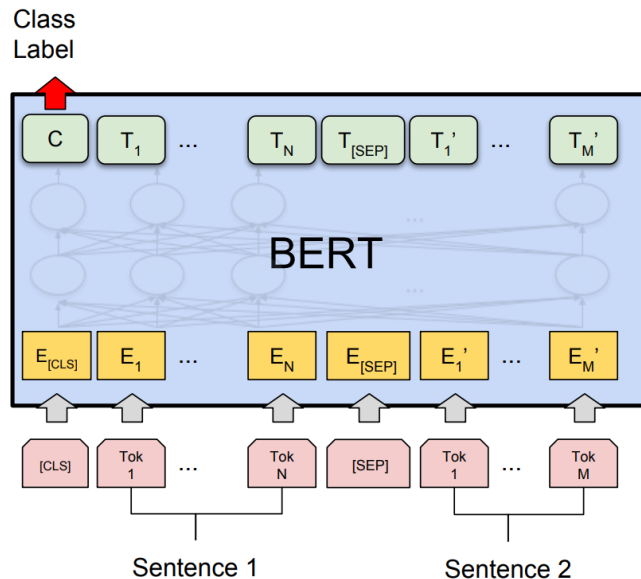 Class
Label
C T1 ... TN T[SEP] T1' ... TM'
...
BERT
...
E[CLS] E1 ... EN E[SEP] E1' ... EM'
[CLS] Tok 1 ... Tok N [SEP] Tok 1 ... Tok M
Sentence 1 Sentence 2